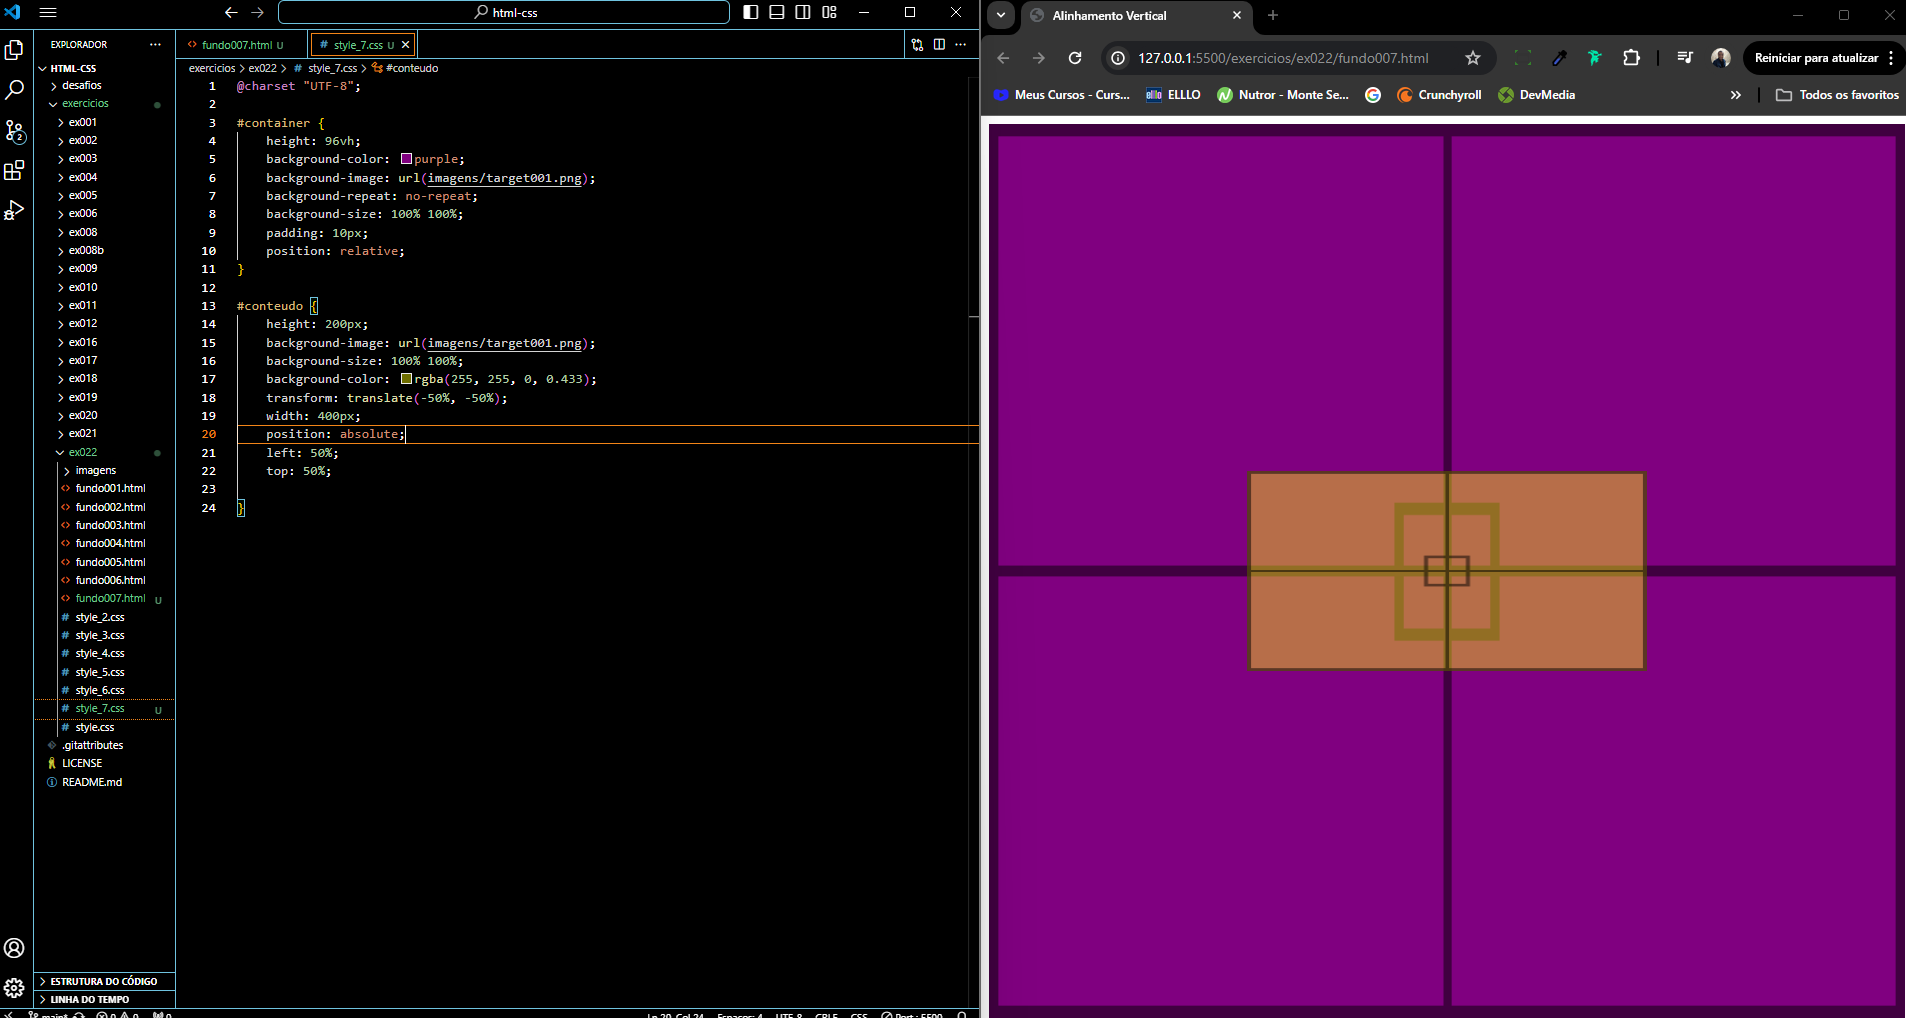 html-css
EXPLORADOR
HTML-CSS
desafios
exercicios
ex001
ex002
ex003
ex004
ex005
ex006
ex008
ex008b
ex009
ex010
ex011
ex012
ex016
ex017
ex018
ex019
ex020
ex021
ex022
imagens
fundo001.html
fundo002.html
fundo003.html
fundo004.html
fundo005.html
fundo006.html
fundo007.html U
style_2.css
style_3.css
style_4.css
style_5.css
style_6.css
style_7.css U
style.css
.gitattributes
LICENSE
README.md
ESTRUTURA DO CÓDIGO
LINHA DO TEMPO
2
fundo007.html U
style_7.css U
exercicios > ex022 > # style_7.css > #conteudo
1 @charset "UTF-8";
2
3 #container {
4 height: 96vh;
5 background-color: purple;
6 background-image: url(imagens/target001.png);
7 background-repeat: no-repeat;
8 background-size: 100% 100%;
9 padding: 10px;
10 position: relative;
11 }
12
13 #conteudo {
14 height: 200px;
15 background-image: url(imagens/target001.png);
16 background-size: 100% 100%;
17 background-color: rgba(255, 255, 0, 0.433);
18 transform: translate(-50%, -50%);
19 width: 400px;
20 position: absolute;
21 left: 50%;
22 top: 50%;
23
24 }
main* 0 0 0 Ln 20, Col 24 Espaços: 4 UTF-8 CRLF CSS Port : 5500
Alinhamento Vertical
127.0.0.1:5500/exercicios/ex022/fundo007.html
Reiniciar para atualizar
Meus Cursos - Curs... ELLLO Nutror - Monte Se... Crunchyroll DevMedia
Todos os favoritos